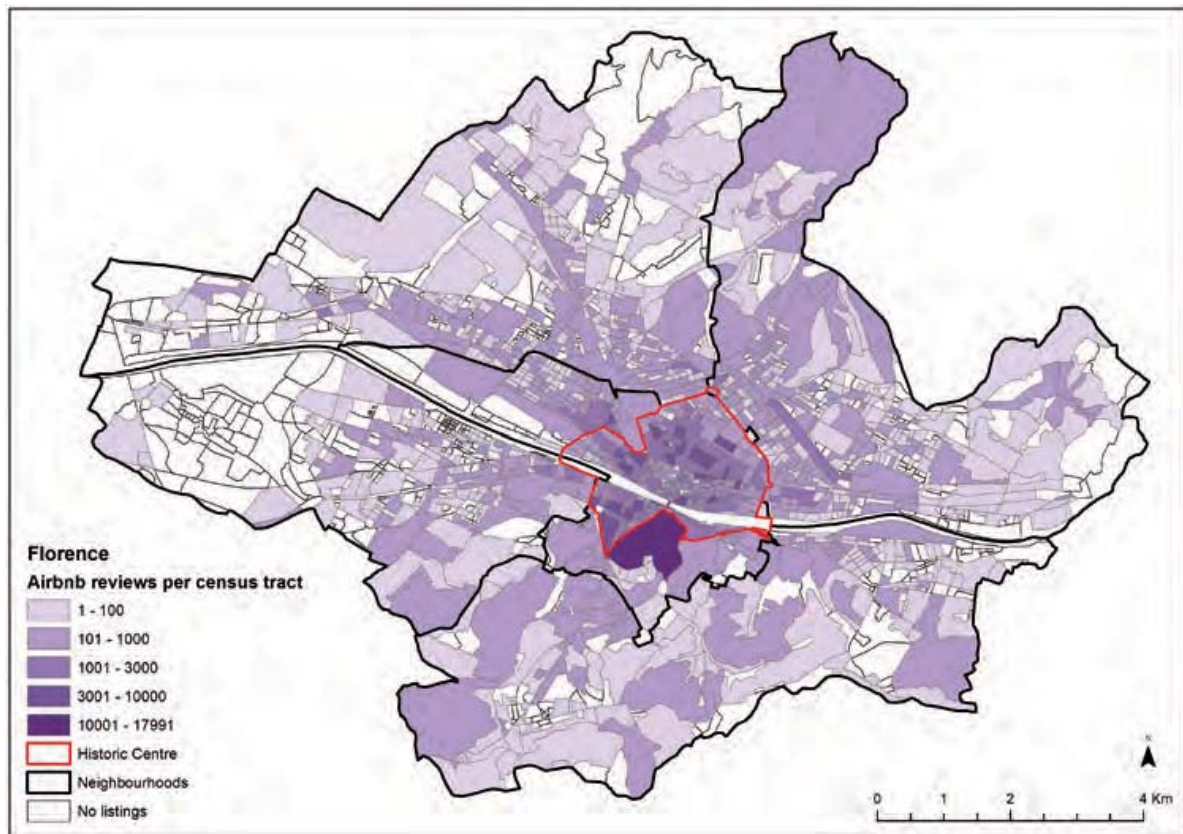 Florence
Airbnb reviews per census tract
1 - 100
101 - 1000
1001 - 3000
3001 - 10000
10001 - 17991
Historic Centre
Neighbourhoods
No listings
N
0 1 2 4 Km